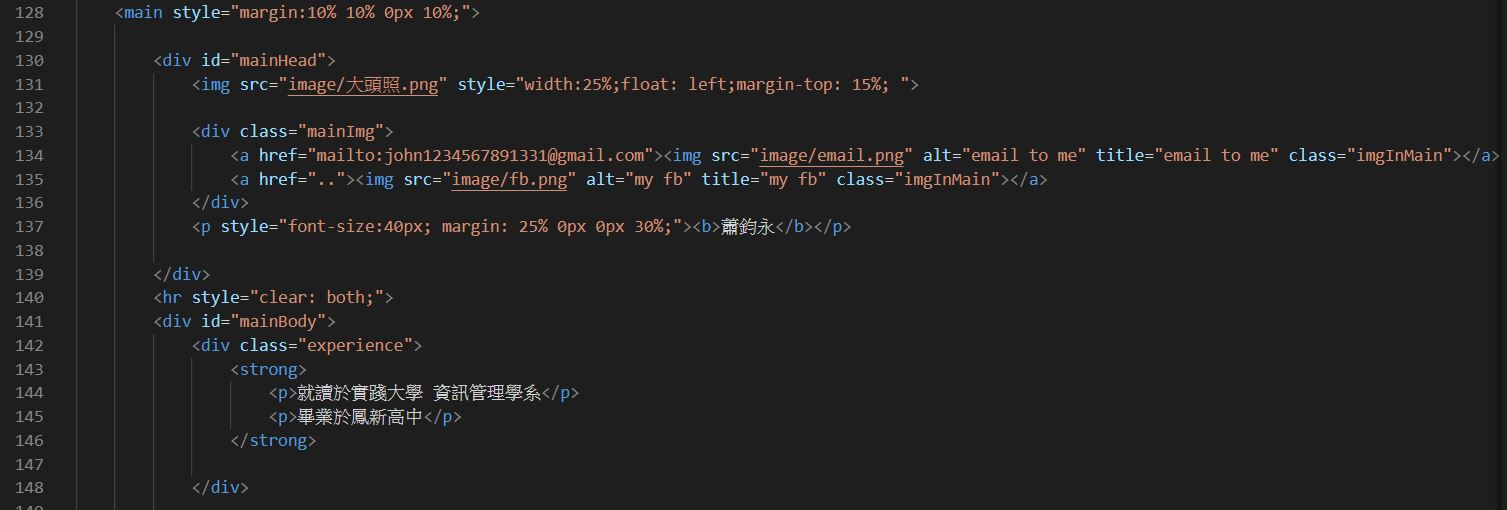 128 <main style="margin:10% 10% 0px 10%;">
129
130 <div id="mainHead">
131 <img src="image/大頭照.png" style="width:25%;float: left;margin-top: 15%; ">
132
133 <div class="mainImg">
134 <a href="mailto:john1234567891331@gmail.com"><img src="image/email.png" alt="email to me" title="email to me" class="imgInMain"></a>
135 <a href=".."><img src="image/fb.png" alt="my fb" title="my fb" class="imgInMain"></a>
136 </div>
137 <p style="font-size:40px; margin: 25% 0px 0px 30%;"><b>蕭鈞永</b></p>
138
139 </div>
140 <hr style="clear: both;">
141 <div id="mainBody">
142 <div class="experience">
143 <strong>
144 <p>就讀於實踐大學 資訊管理學系</p>
145 <p>畢業於鳳新高中</p>
146 </strong>
147
148 </div>